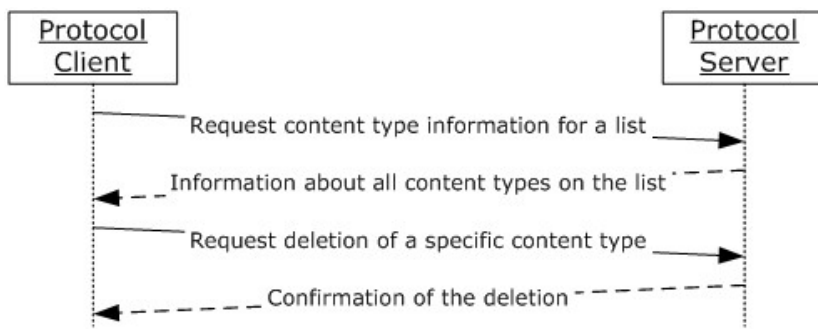 Protocol
Client
Protocol
Server
Request content type information for a list
Information about all content types on the list
Request deletion of a specific content type
Confirmation of the deletion